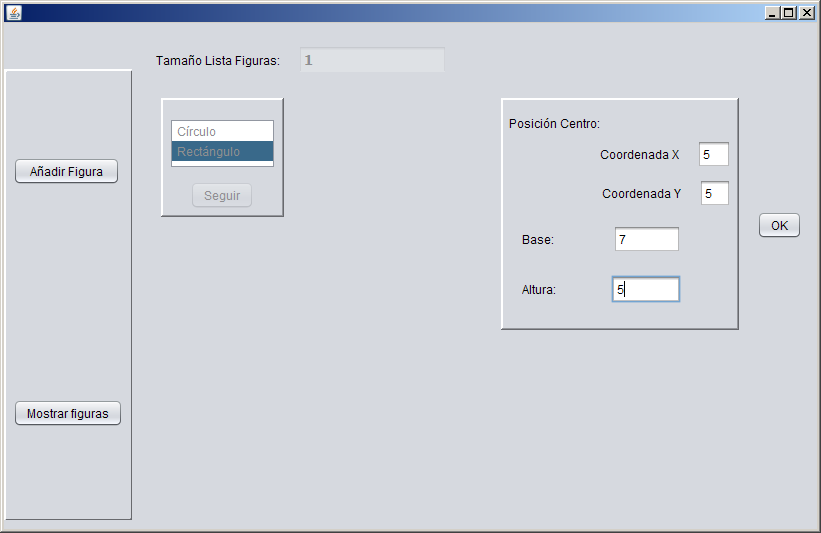 Tamaño Lista Figuras: 1
Círculo
Rectángulo
Seguir
Añadir Figura
Mostrar figuras
Posición Centro:
Coordenada X 5
Coordenada Y 5
Base: 7
Altura: 5
OK